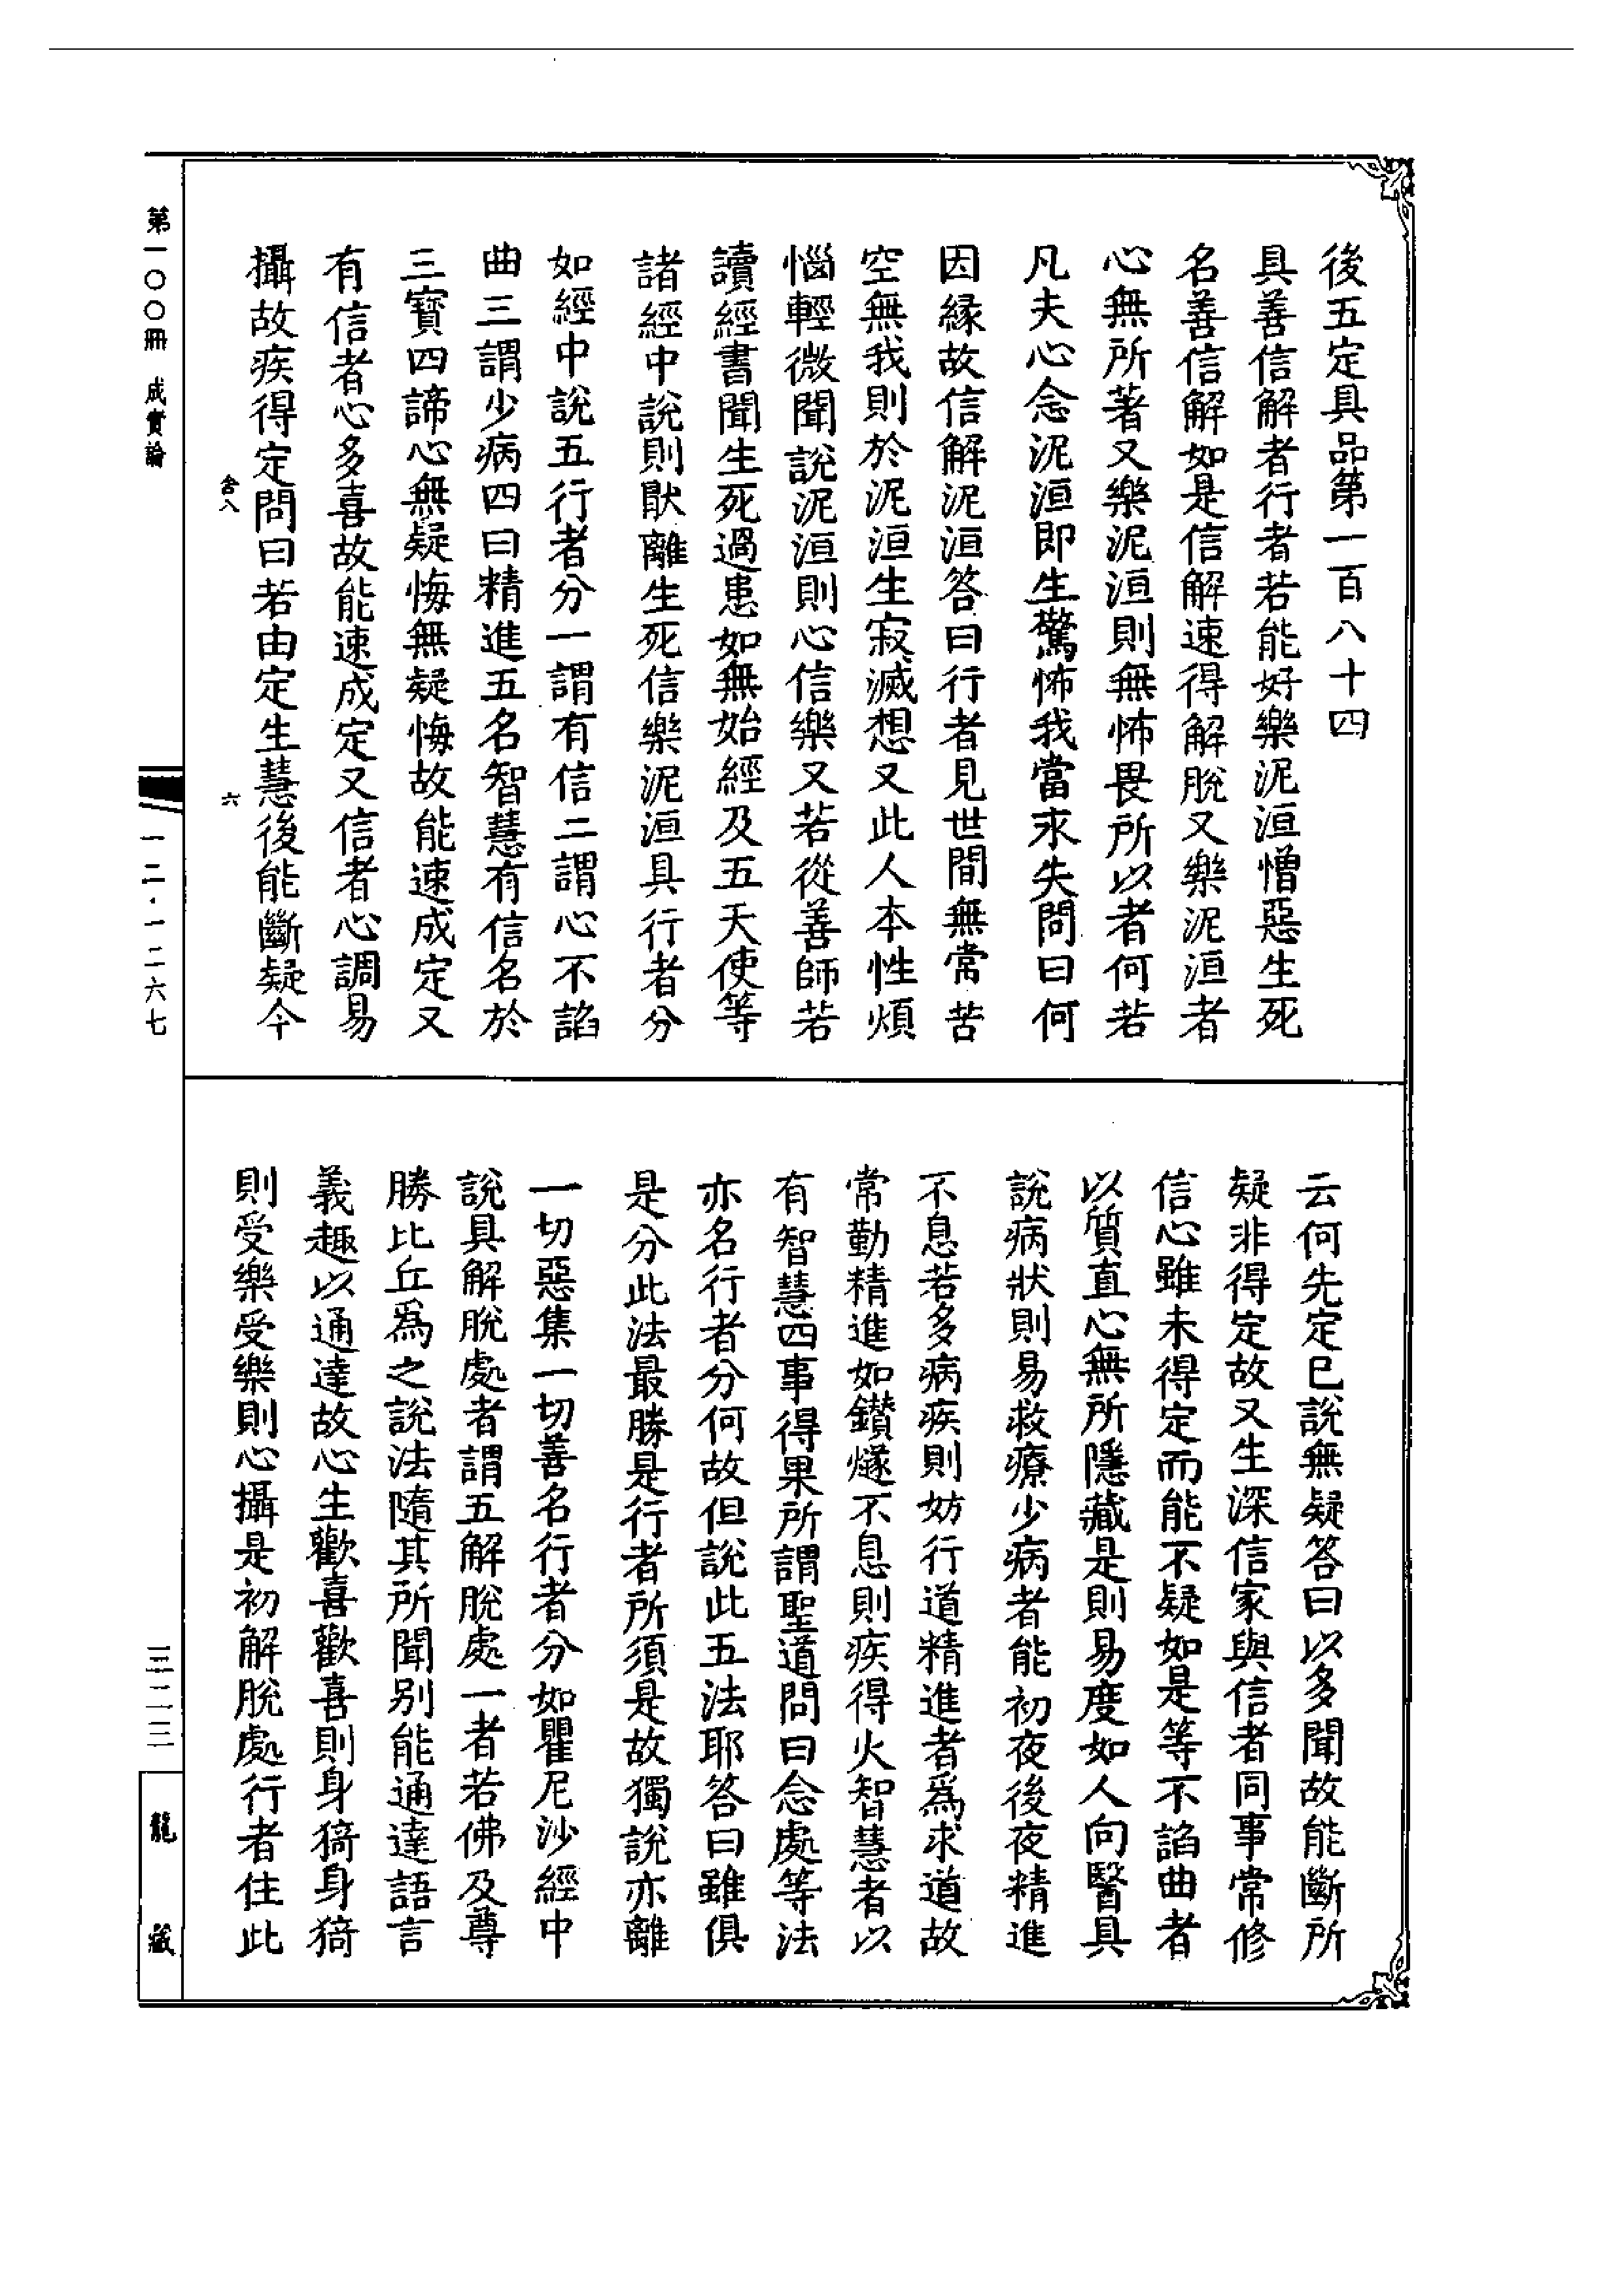 後五定具品第一百八十四
具善信解者行者若能好樂泥洹憎惡生死
名善信解如是信解速得解脫又樂泥洹者
心無所著又樂泥洹則無怖畏所以者何若
凡夫心念泥洹即生驚怖我當永失問曰何
因緣故信解泥洹答曰行者見世間無常苦
空無我則於泥洹生寂滅想又此人本性煩
惱輕微聞說泥洹則心信樂又若從善師若
讀經書聞生死過患如無始經及五天使等
諸經中說則猒離生死信樂泥洹具行者分
如經中說五行者分一謂有信二謂心不諂
曲三謂少病四曰精進五名智慧有信名於
三寶四諦心無疑悔無疑悔故能速成定又
有信者心多喜故能速成定又信者心調易
攝故疾得定問曰若由定生慧後能斷疑今
云何先定已說無疑答曰以多聞故能斷所
疑非得定故又生深信家與信者同事常修
信心雖未得定而能不疑如是等不諂曲者
以質直心無所隱藏是則易度如人向醫具
說病狀則易救療少病者能初夜後夜精進
不息若多病疾則妨行道精進者為求道故
常勤精進如鑽燧不息則疾得火智慧者以
有智慧四事得果所謂聖道問曰念處等法
亦名行者分何故但說此五法耶答曰雖俱
是分此法最勝是行者所須是故獨說亦離
一切惡集一切善名行者分如瞿尼沙經中
說具解脫處者謂五解脫處一者若佛及尊
勝比丘為之說法隨其所聞別能通達語言
義趣以通達故心生歡喜歡喜則身猗身猗
則受樂受樂則心攝是初解脫處行者住此
舍八
六
第一〇〇冊 成實論
一二·一二六七
三二三
龍藏